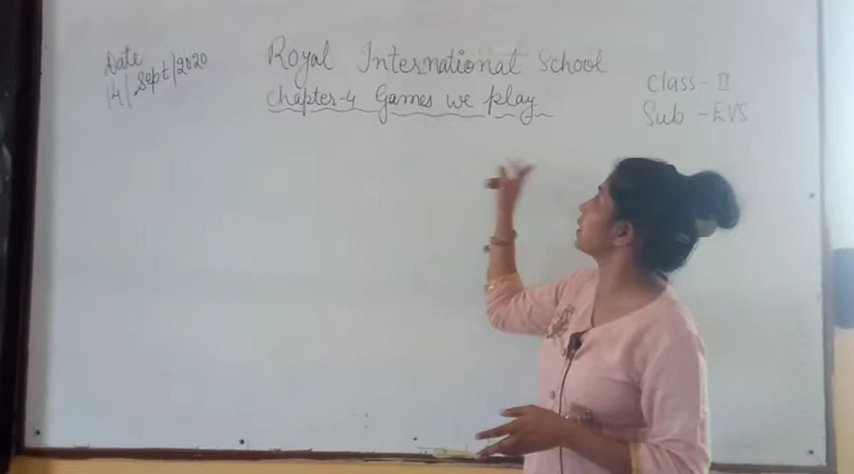 Date
14/Sept/2020
Royal International School
Chapter-4 Games we play
Class - II
Sub - EVS